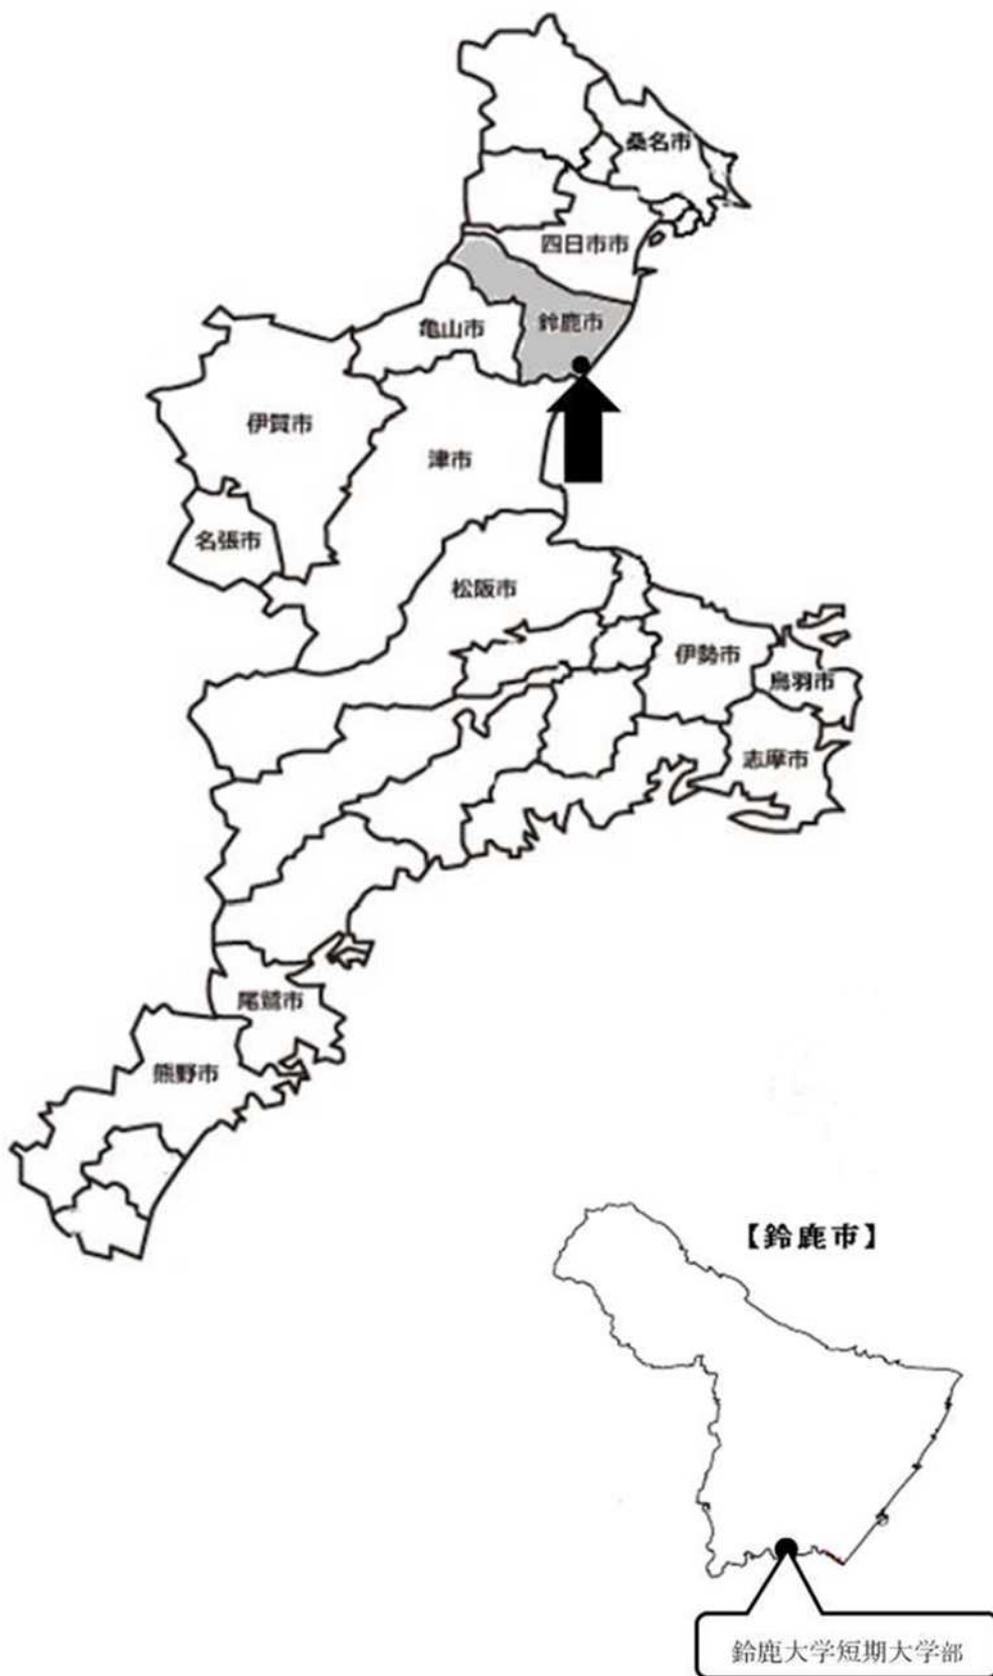 桑名市
四日市市
鈴鹿市
亀山市
伊賀市
津市
名張市
松阪市
伊勢市
鳥羽市
志摩市
尾鷲市
熊野市
【鈴鹿市】
鈴鹿大学短期大学部